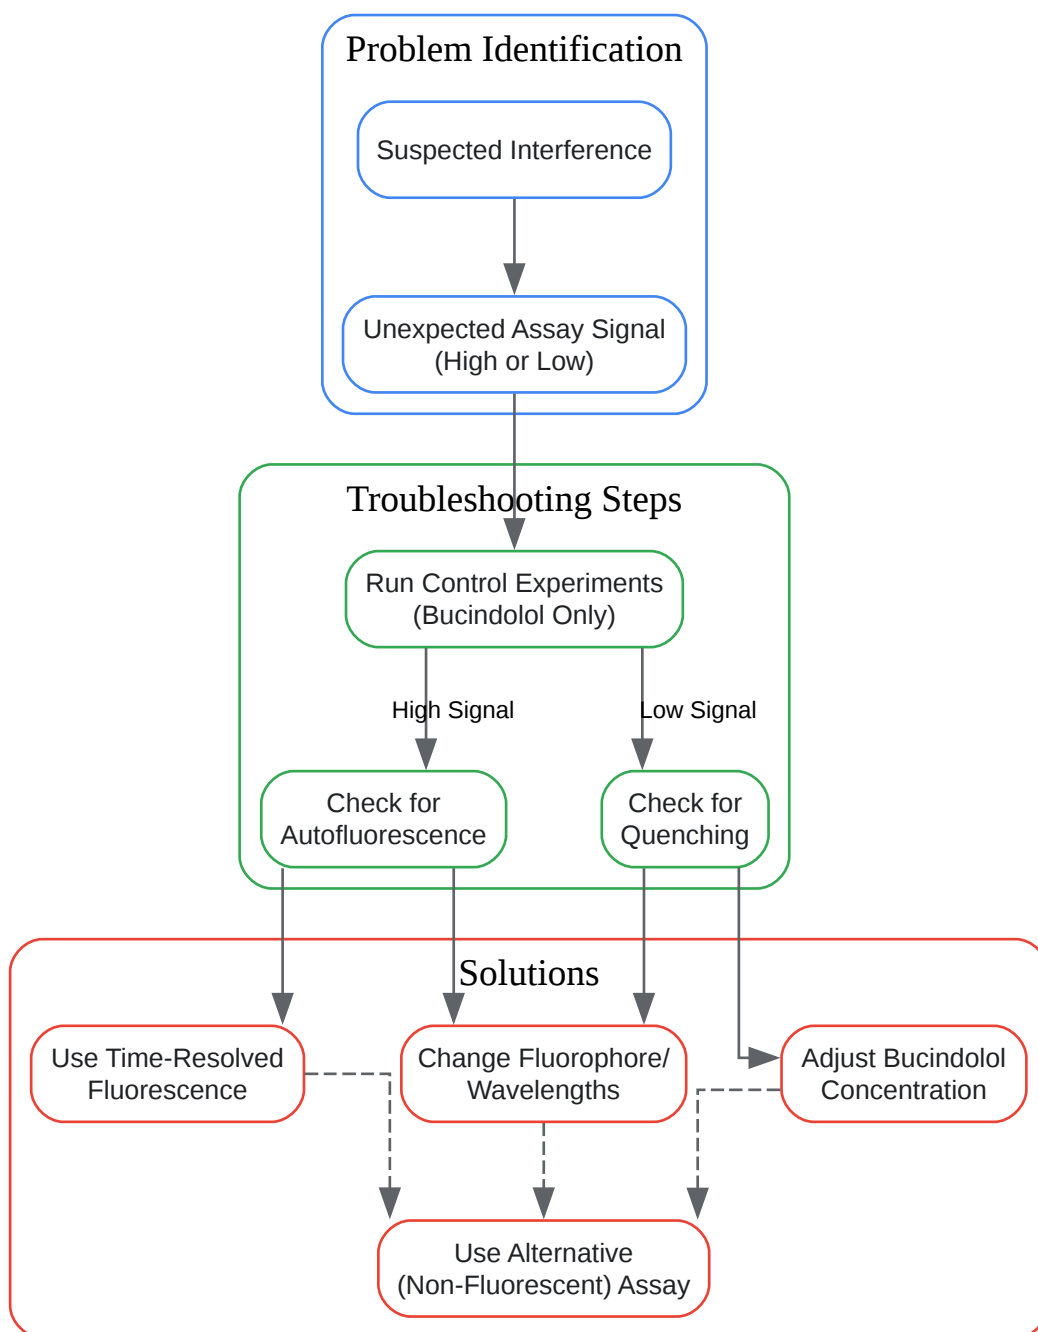 Problem Identification
Suspected Interference
Unexpected Assay Signal
(High or Low)
Troubleshooting Steps
Run Control Experiments
(Bucindolol Only)
High Signal
Low Signal
Check for
Autofluorescence
Check for
Quenching
Solutions
Use Time-Resolved
Fluorescence
Change Fluorophore/
Wavelengths
Adjust Bucindolol
Concentration
Use Alternative
(Non-Fluorescent) Assay